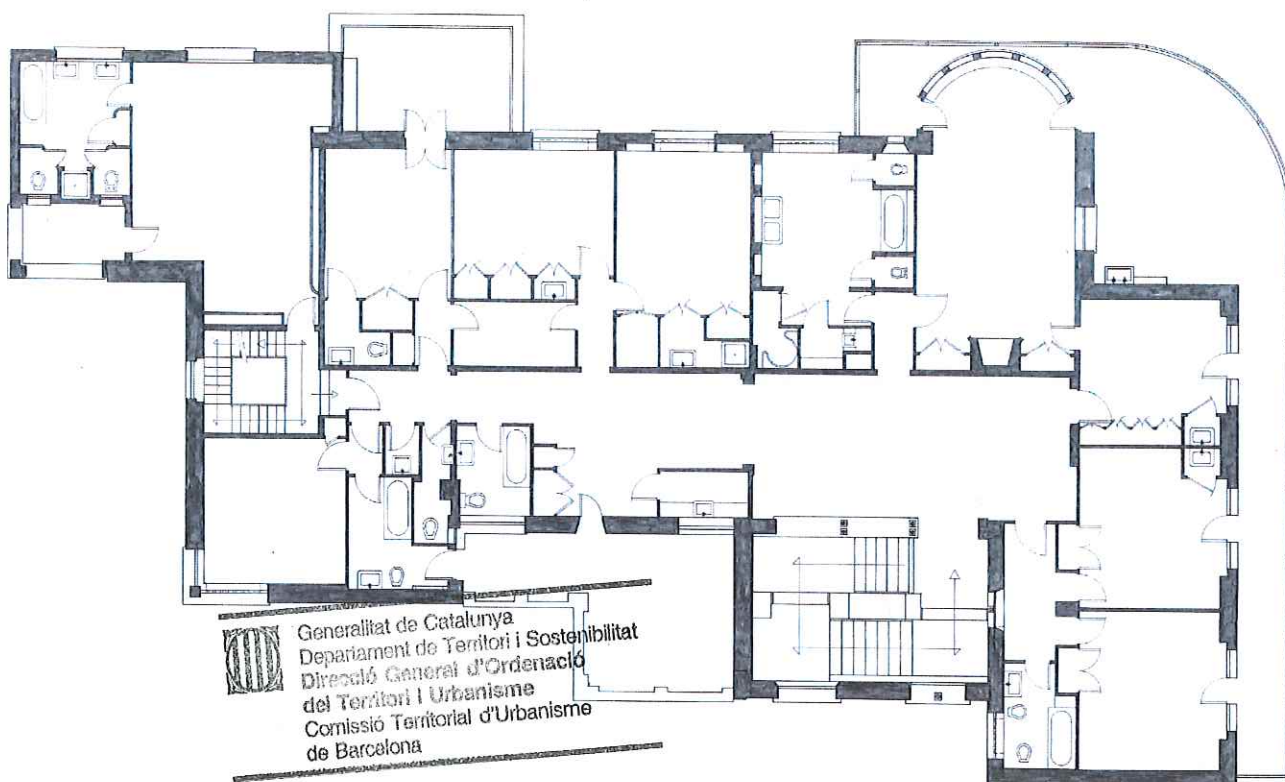 Generalitat de Catalunya
Departament de Territori i Sostenibilitat
Direcció General d'Ordenació
del Territori i Urbanisme
Comissió Territorial d'Urbanisme
de Barcelona